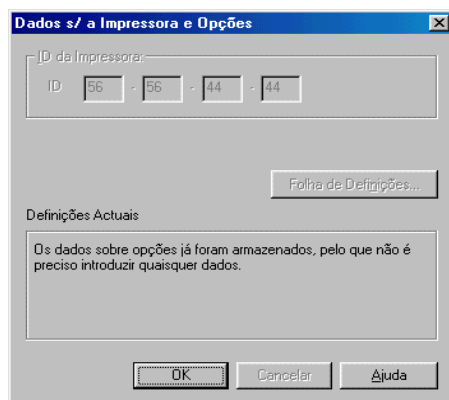 Dados s/ a Impressora e Opções
ID da Impressora:
ID 56 - 56 - 44 - 44
Folha de Definições...
Definições Actuais
Os dados sobre opções já foram armazenados, pelo que não é
preciso introduzir quaisquer dados.
OK Cancelar Ajuda